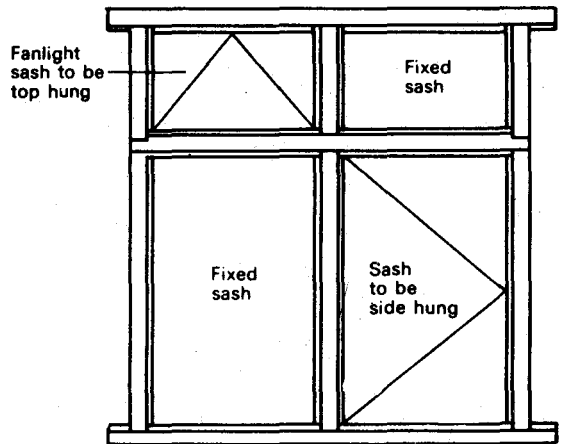 Fanlight
sash to be
top hung
Fixed
sash
Fixed
sash
Sash
to be
side hung